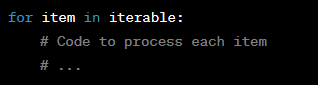 for item in iterable:
    # Code to process each item
    # ...